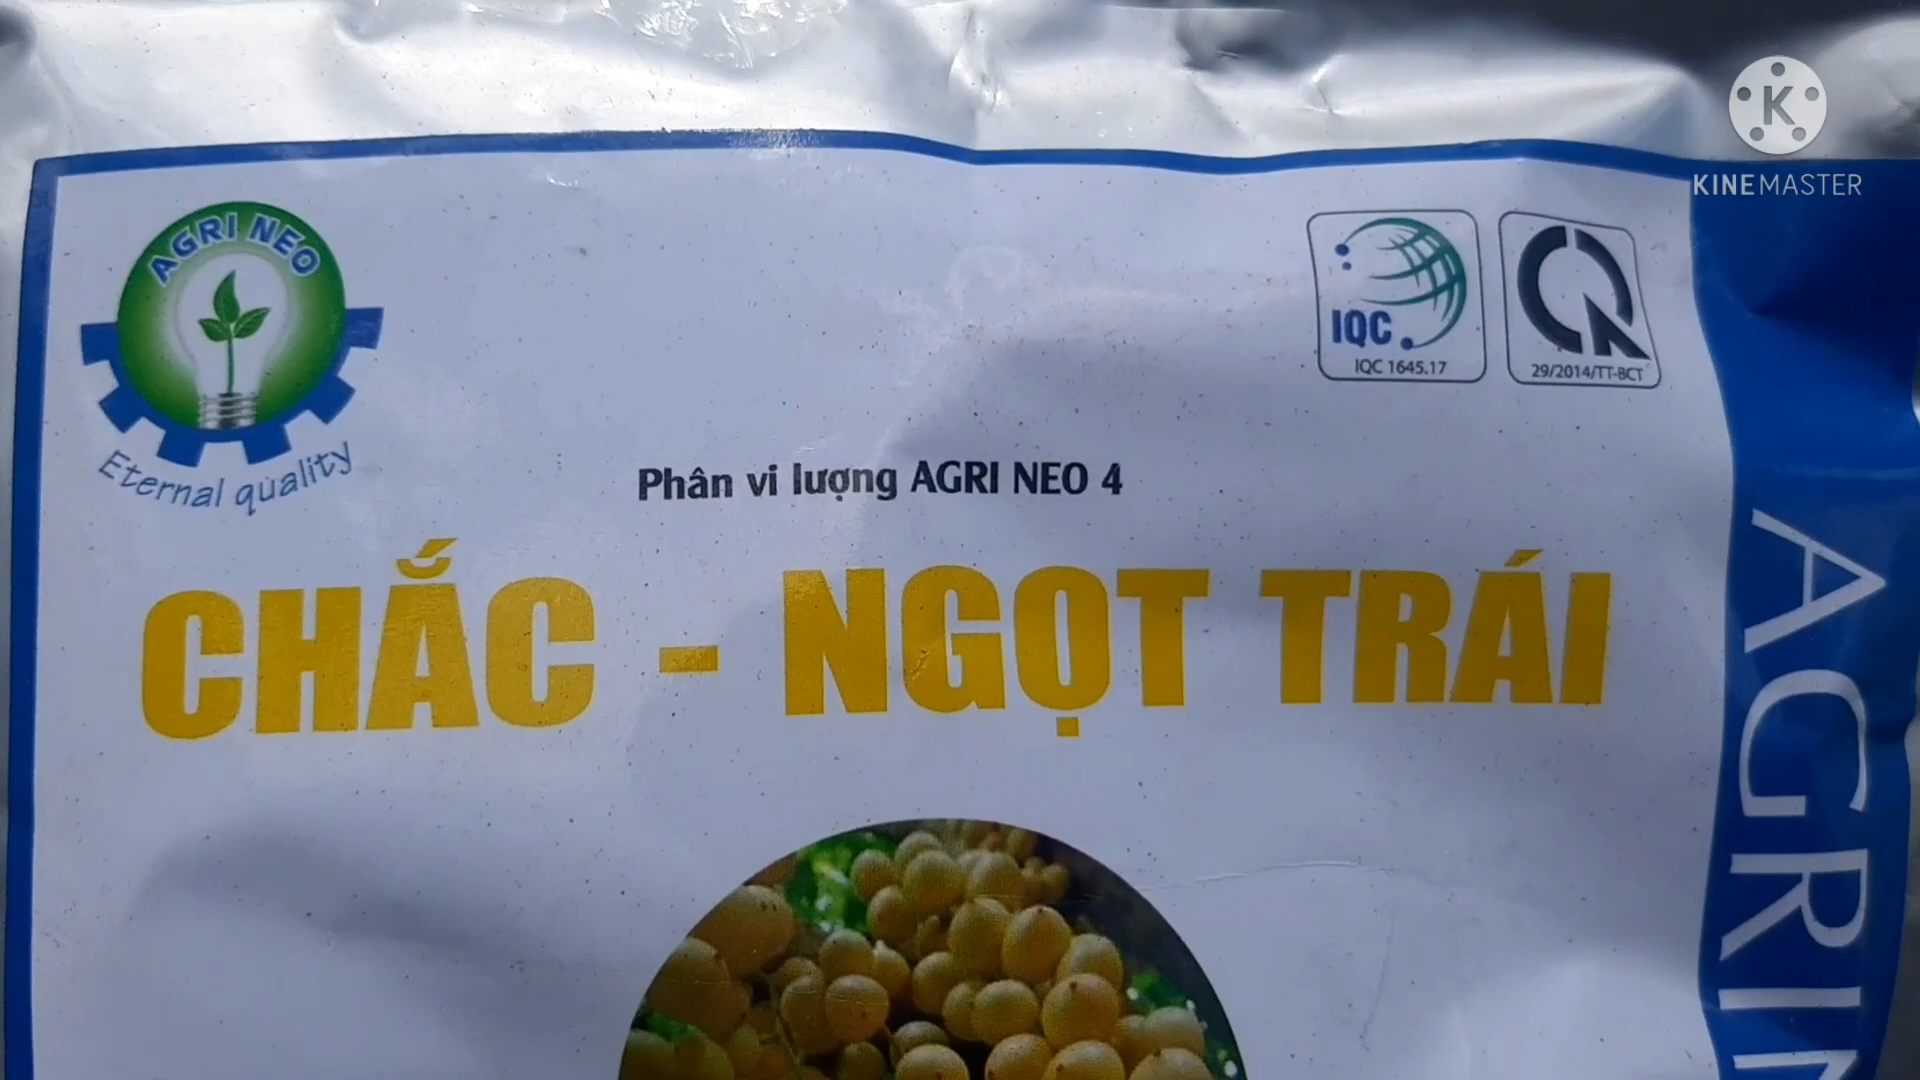 KINEMASTER
AGRI NEO
Eternal quality
IQC
IQC 1645.17
29/2014/TT-BCT
Phân vi lượng AGRI NEO 4
CHẮC - NGỌT TRÁI
AGRI